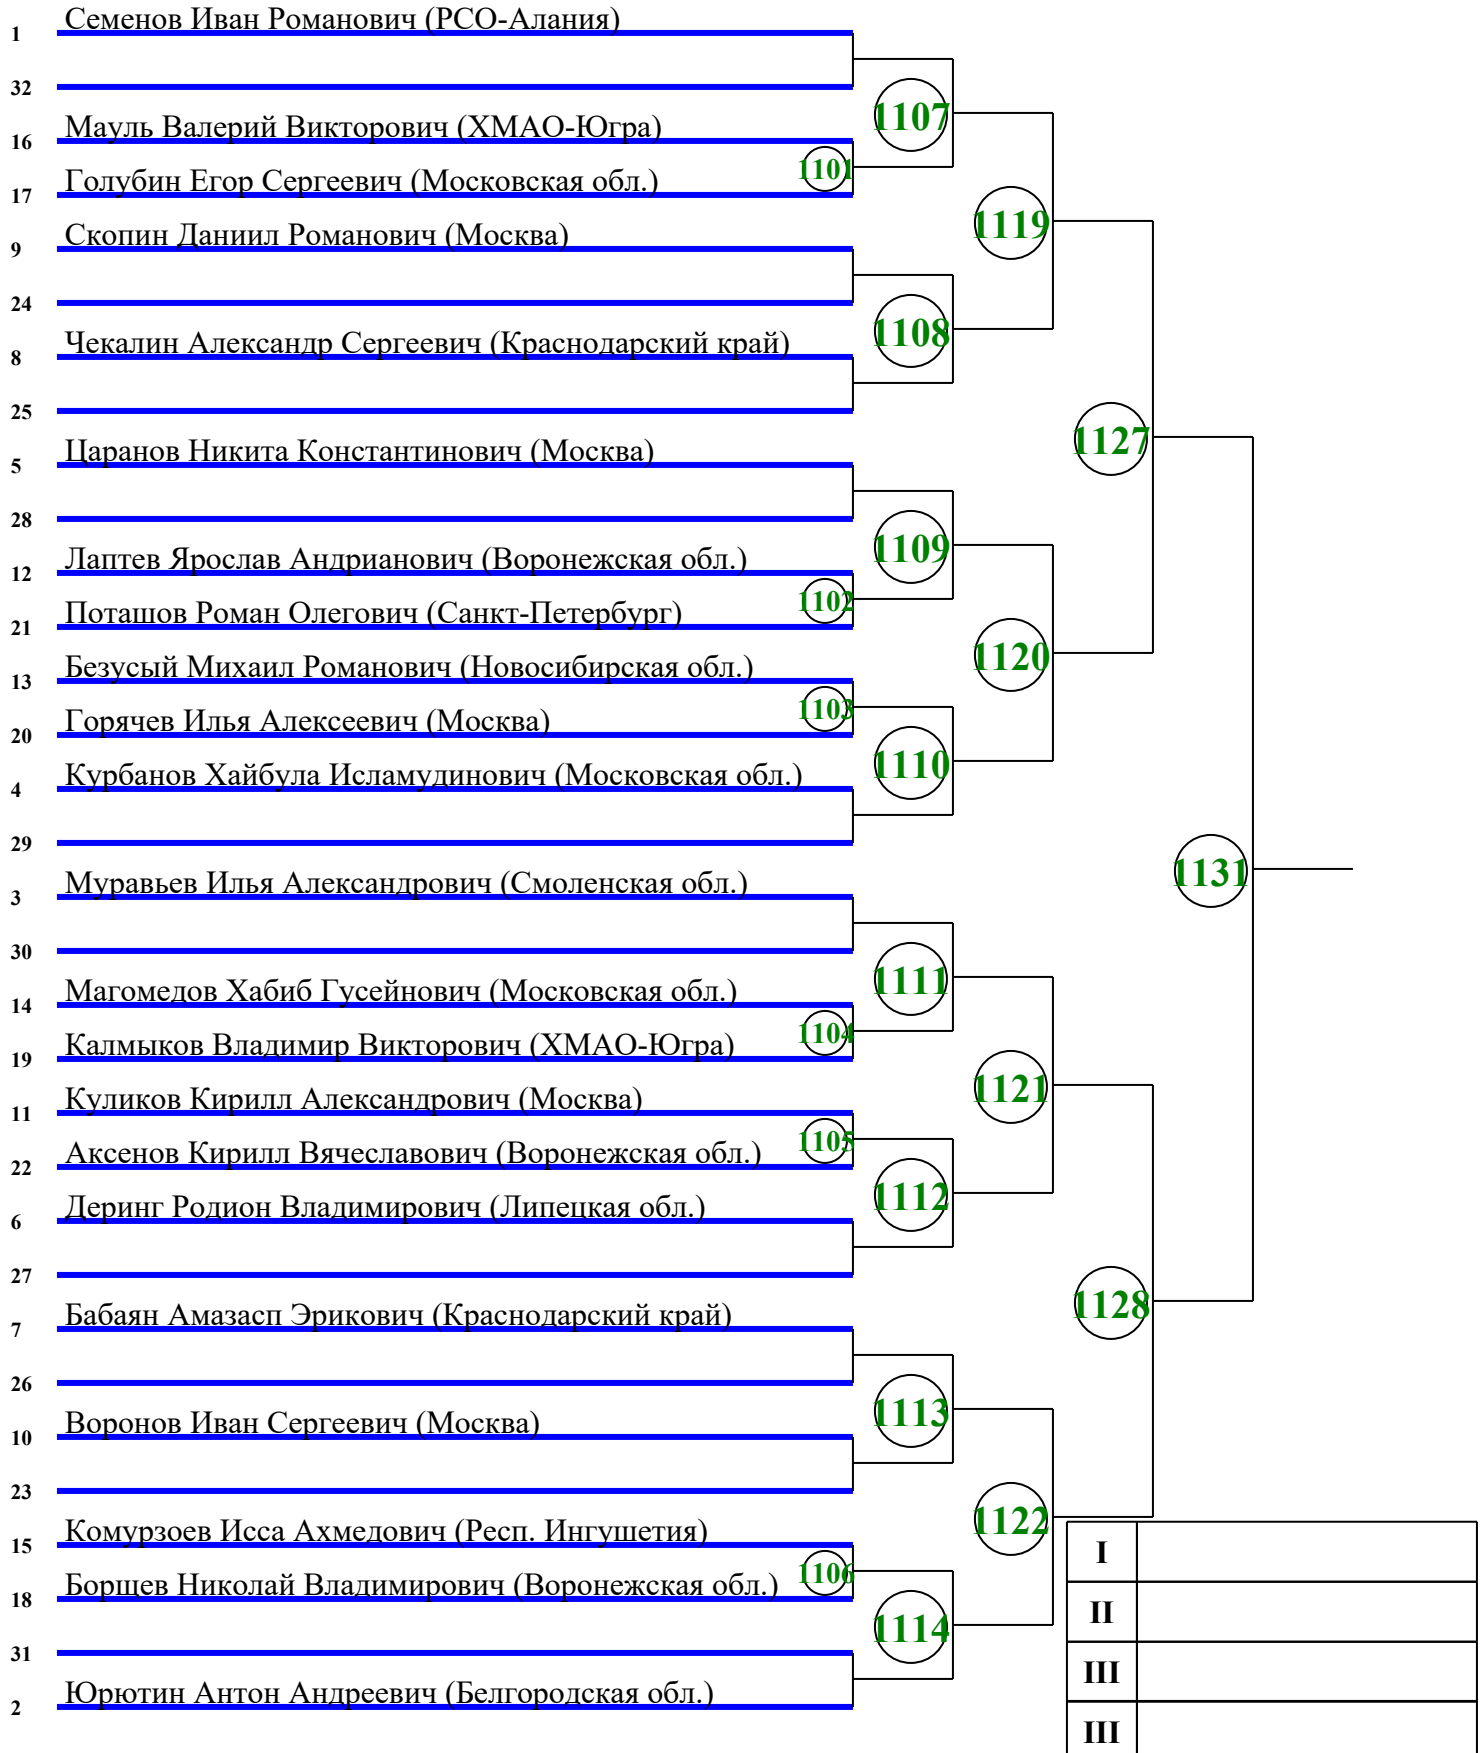 Семенов Иван Романович (РСО-Алания)
1
32
1107
Мауль Валерий Викторович (ХМАО-Югра)
16
1101
Голубин Егор Сергеевич (Московская обл.)
17
1119
Скопин Даниил Романович (Москва)
9
24
1108
Чекалин Александр Сергеевич (Краснодарский край)
8
25
1127
Царанов Никита Константинович (Москва)
5
28
1109
Лаптев Ярослав Андрианович (Воронежская обл.)
12
1102
Поташов Роман Олегович (Санкт-Петербург)
21
1120
Безусый Михаил Романович (Новосибирская обл.)
13
1103
Горячев Илья Алексеевич (Москва)
20
1110
Курбанов Хайбула Исламудинович (Московская обл.)
4
29
1131
Муравьев Илья Александрович (Смоленская обл.)
3
30
1111
Магомедов Хабиб Гусейнович (Московская обл.)
14
1104
Калмыков Владимир Викторович (ХМАО-Югра)
19
1121
Куликов Кирилл Александрович (Москва)
11
1105
Аксенов Кирилл Вячеславович (Воронежская обл.)
22
1112
Деринг Родион Владимирович (Липецкая обл.)
6
27
1128
Бабаян Амазасп Эрикович (Краснодарский край)
7
26
1113
Воронов Иван Сергеевич (Москва)
10
23
1122
Комурзоев Исса Ахмедович (Респ. Ингушетия)
15
I
1106
Борщев Николай Владимирович (Воронежская обл.)
18
II
1114
31
III
Юрютин Антон Андреевич (Белгородская обл.)
2
III